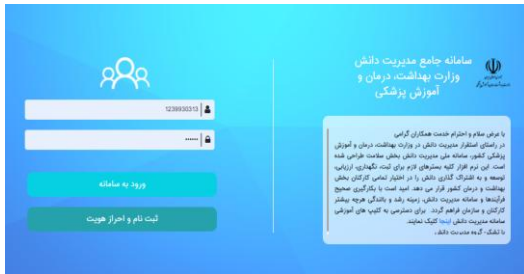 سامانه جامع مدیریت دانش
وزارت بهداشت، درمان و
آموزش پزشکی
با عرض سلام و احترام خدمت همکاران گرامی
در راستای استقرار مدیریت دانش در وزارت بهداشت، درمان و آموزش
پزشکی کشور، سامانه ملی مدیریت دانش بخش سلامت طراحی شده
است. این نرم افزار کلیه بسترهای لازم برای ثبت، نگهداری، ارزیابی،
توسعه و به اشتراک گذاری دانش را در اختیار تمامی کارکنان بخش
بهداشت و درمان کشور قرار می دهد. امید است با بکارگیری صحیح
فرآیندها و سامانه مدیریت دانش، زمینه رشد و بالندگی هرچه بیشتر
کارکنان و سازمان فراهم گردد. برای دسترسی به کلیپ های آموزشی
مدیریت دانش اینجا کلیک نمایند.
با تشکر- گروه مدیریت دانش
1239930313
ورود به سامانه
ثبت نام و احراز هویت